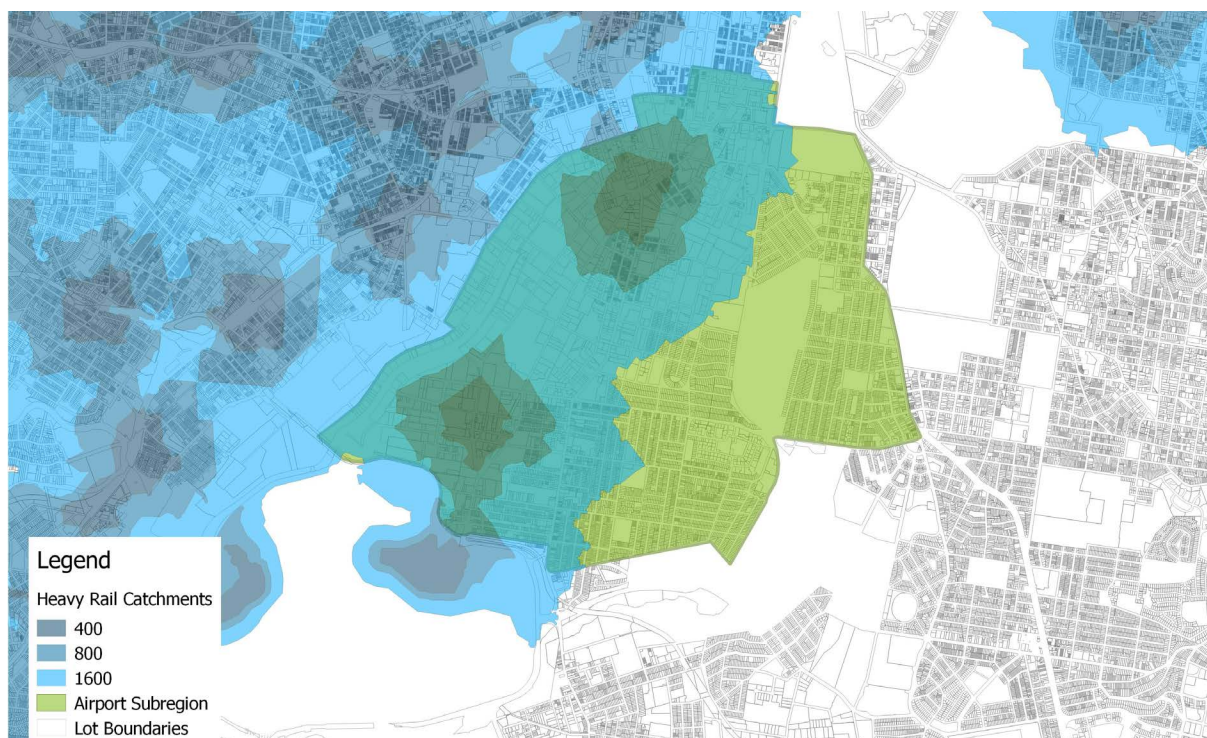 Legend
Heavy Rail Catchments
400
800
1600
Airport Subregion
Lot Boundaries